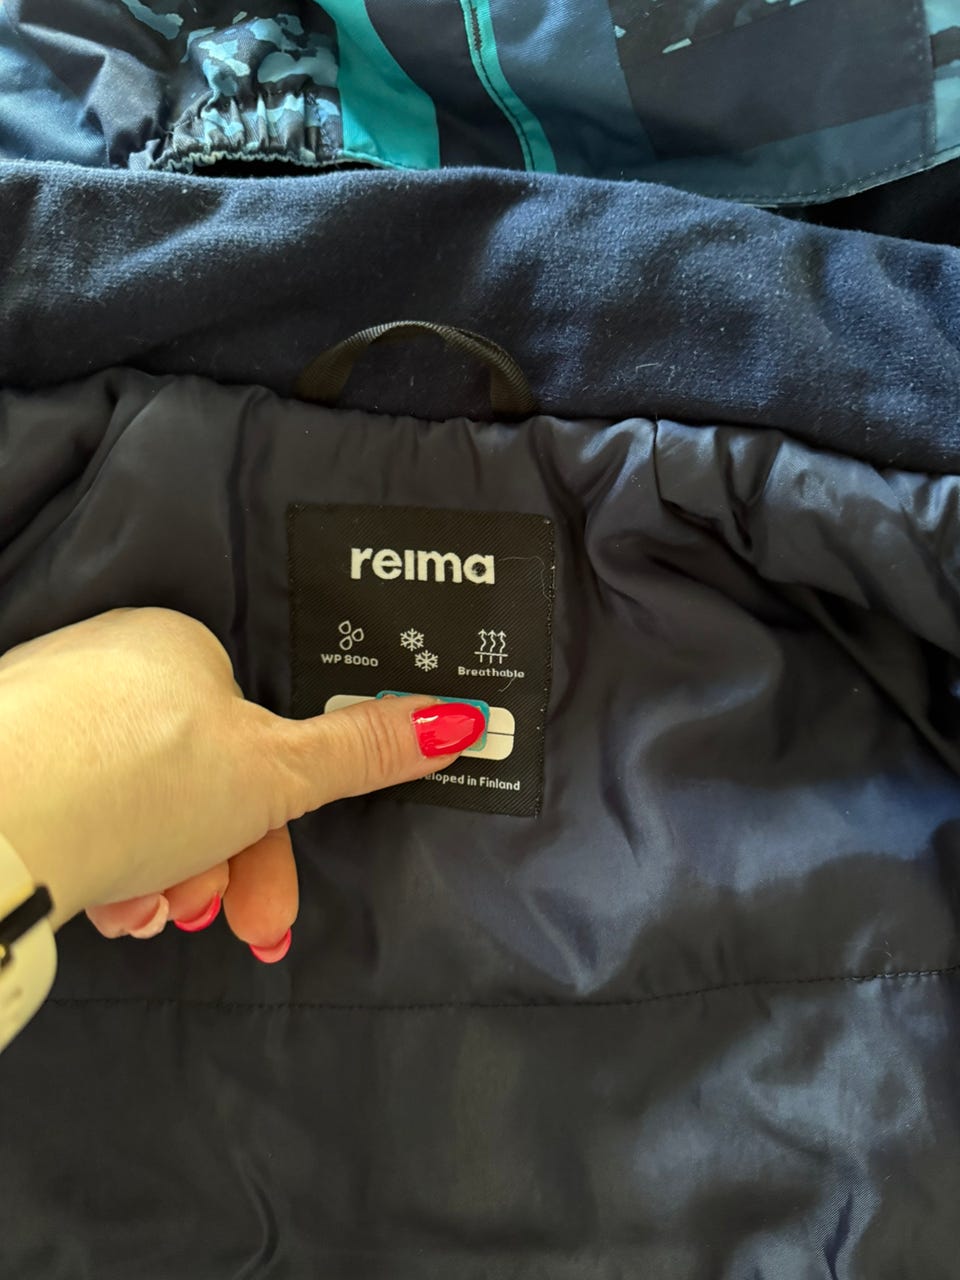 reima
WP 8000
Breathable
eloped in Finland